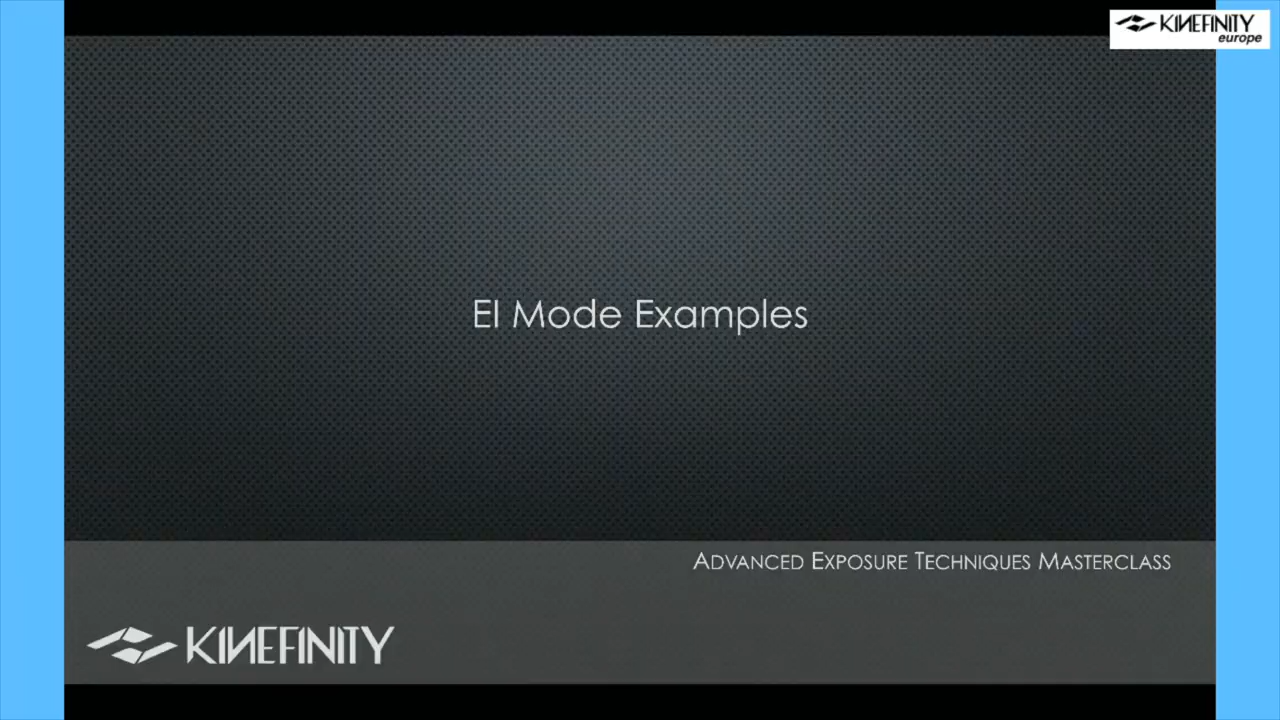 KINEFINITY
europe
EI Mode Examples
ADVANCED EXPOSURE TECHNIQUES MASTERCLASS
KINEFINITY